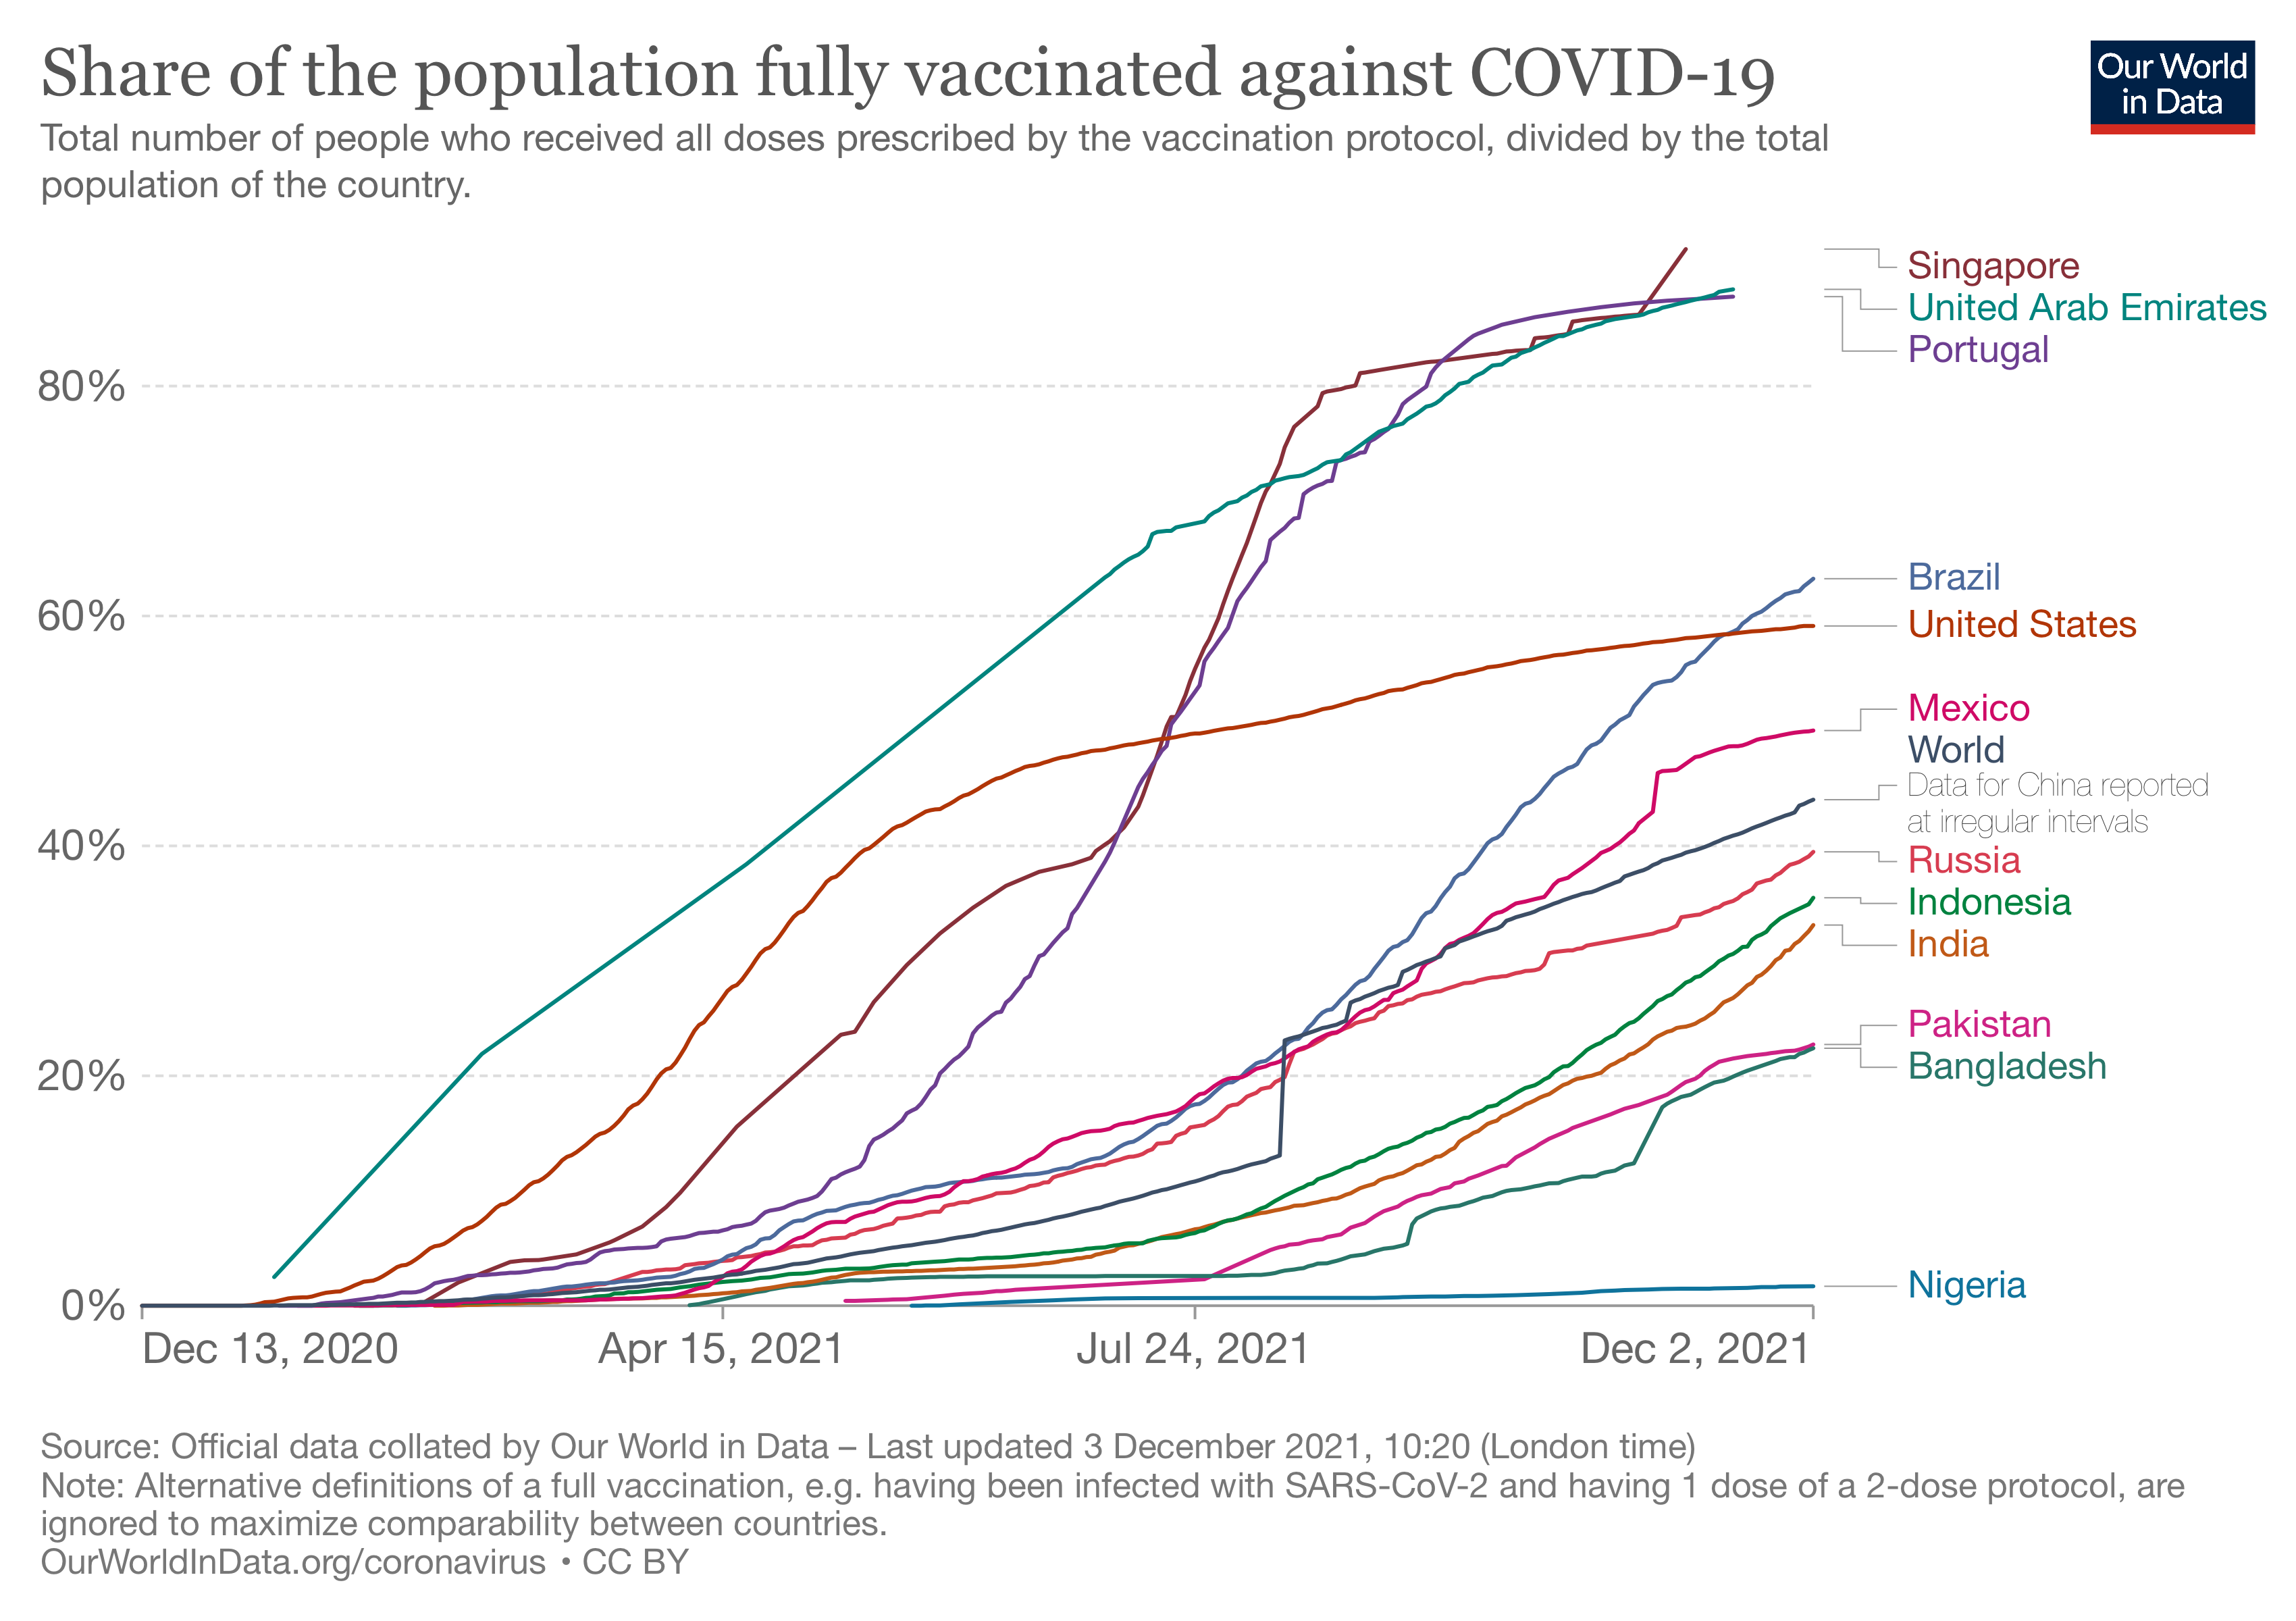 Share of the population fully vaccinated against COVID-19
Our World
in Data
Total number of people who received all doses prescribed by the vaccination protocol, divided by the total
population of the country.
Singapore
United Arab Emirates
Portugal
80%
Brazil
60%
United States
Mexico
World
Data for China reported
at irregular intervals
40%
Russia
Indonesia
India
Pakistan
20%
Bangladesh
Nigeria
0%
Dec 13, 2020
Apr 15, 2021
Jul 24, 2021
Dec 2, 2021
Source: Official data collated by Our World in Data – Last updated 3 December 2021, 10:20 (London time)
Note: Alternative definitions of a full vaccination, e.g. having been infected with SARS-CoV-2 and having 1 dose of a 2-dose protocol, are
ignored to maximize comparability between countries.
OurWorldInData.org/coronavirus • CC BY